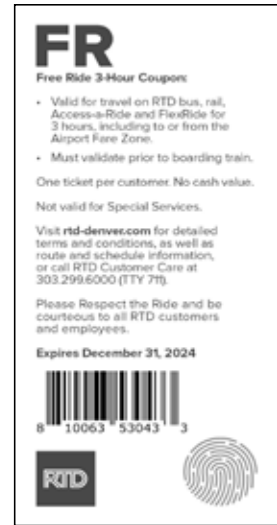 FR
Free Ride 3-Hour Coupon:
• Valid for travel on RTD bus, rail,
Access-a-Ride and FlexRide for
3 hours, including to or from the
Airport Fare Zone.
• Must validate prior to boarding train.
One ticket per customer. No cash value.
Not valid for Special Services.
Visit rtd-denver.com for detailed
terms and conditions, as well as
route and schedule information,
or call RTD Customer Care at
303.299.6000 (TTY 711).
Please Respect the Ride and be
courteous to all RTD customers
and employees.
Expires December 31, 2024
8 10063 53043 3
RTD